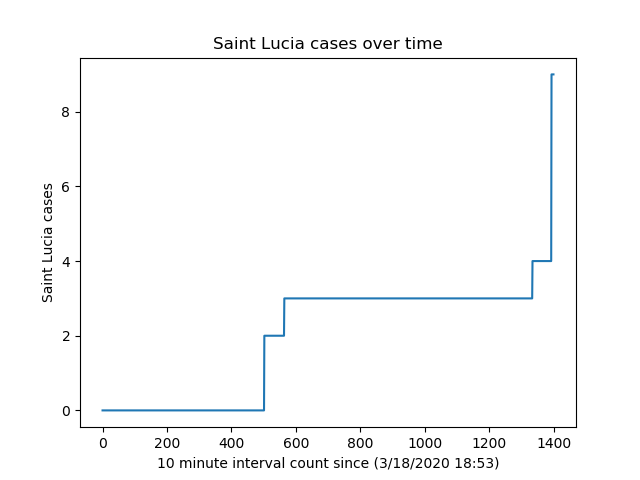 Saint Lucia cases over time
Saint Lucia cases
8
6
4
2
0
0 200 400 600 800 1000 1200 1400
10 minute interval count since (3/18/2020 18:53)